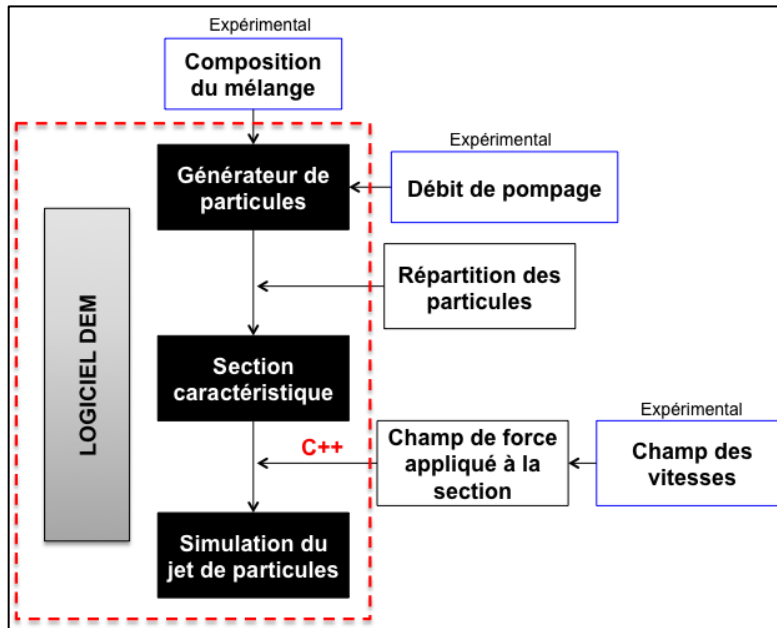 Expérimental
Composition
du mélange
Expérimental
Générateur de
particules
Débit de pompage
Répartition des
particules
LOGICIEL DEM
Section
caractéristique
Expérimental
C++
Champ de force
appliqué à la
section
Champ des
vitesses
Simulation du
jet de particules